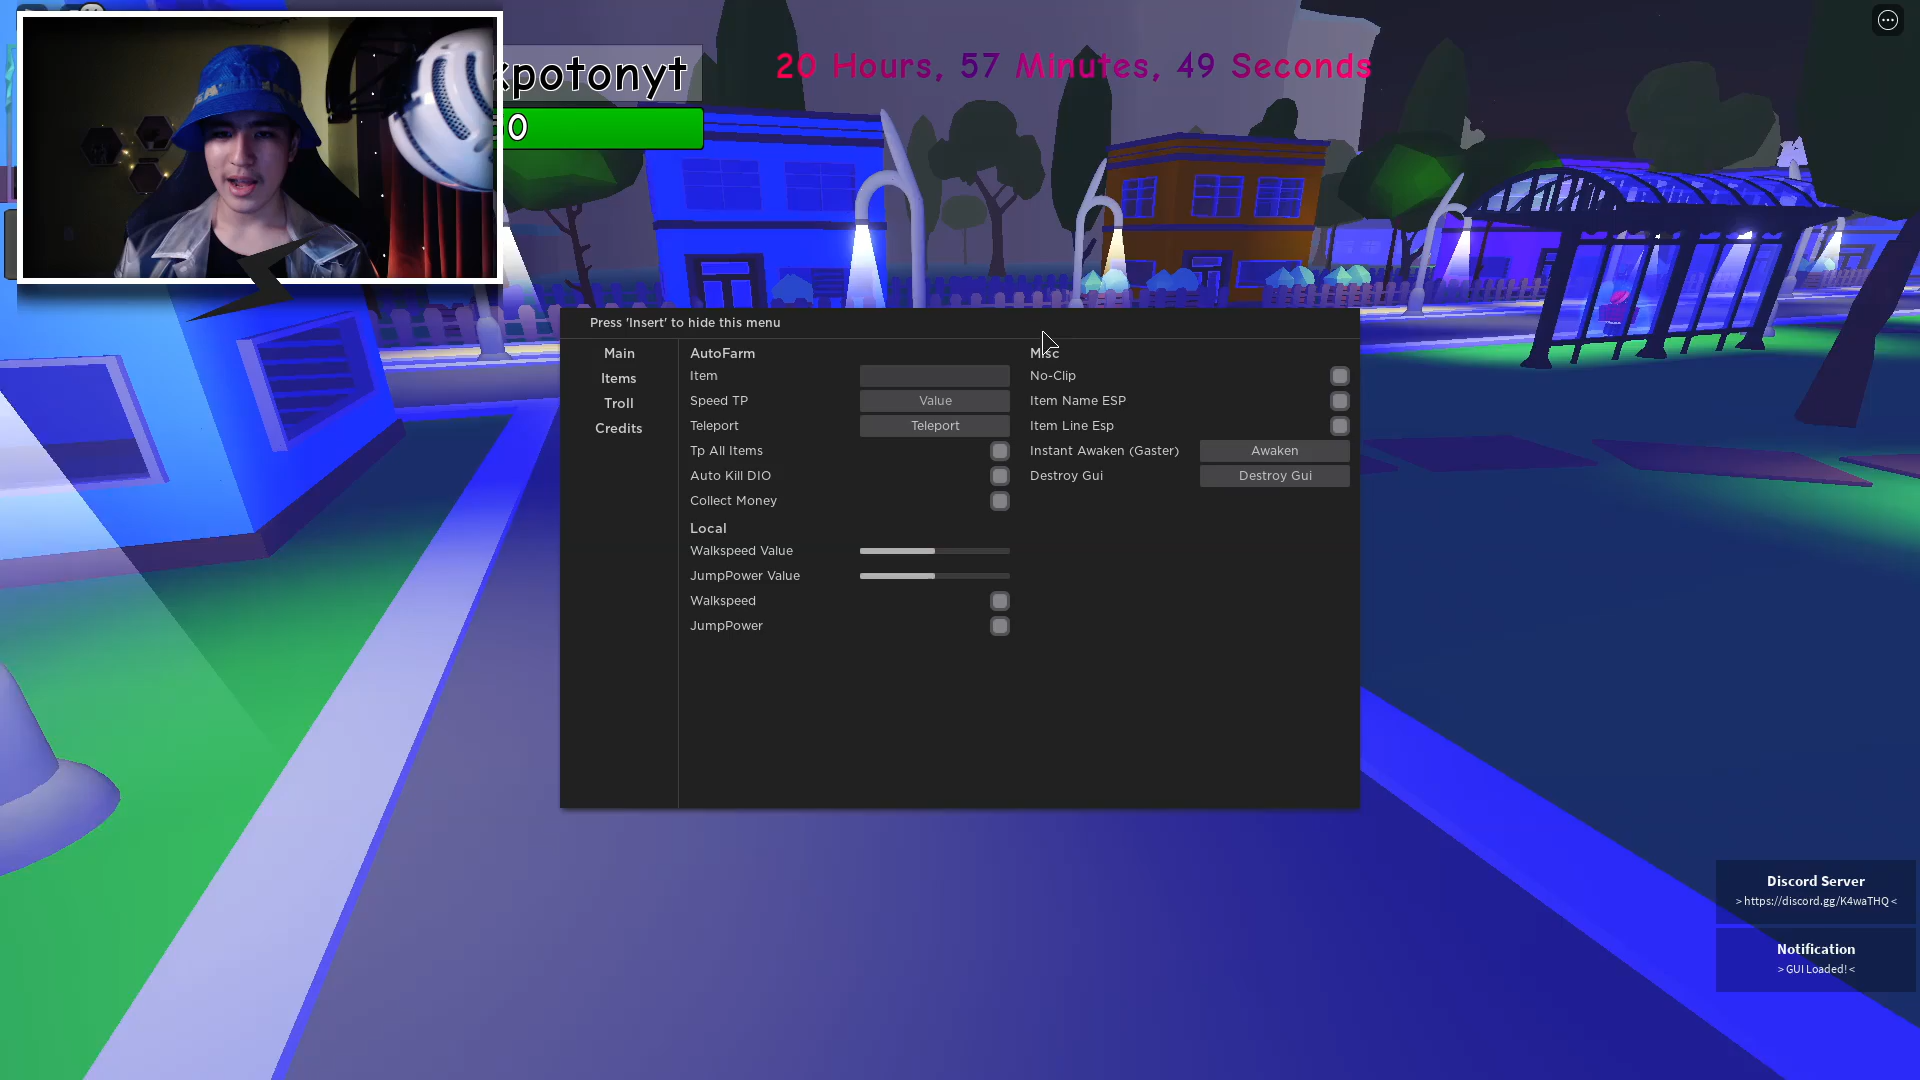 kpotonyt
0
20 Hours, 57 Minutes, 49 Seconds
Press 'Insert' to hide this menu
Main
Items
Troll
Credits
AutoFarm
Item
Speed TP
Value
Teleport
Teleport
Tp All Items
Auto Kill DIO
Collect Money
Local
Walkspeed Value
JumpPower Value
Walkspeed
JumpPower
Misc
No-Clip
Item Name ESP
Item Line Esp
Instant Awaken (Gaster)
Awaken
Destroy Gui
Destroy Gui
Discord Server
> https://discord.gg/K4waTHQ <
Notification
> GUI Loaded! <